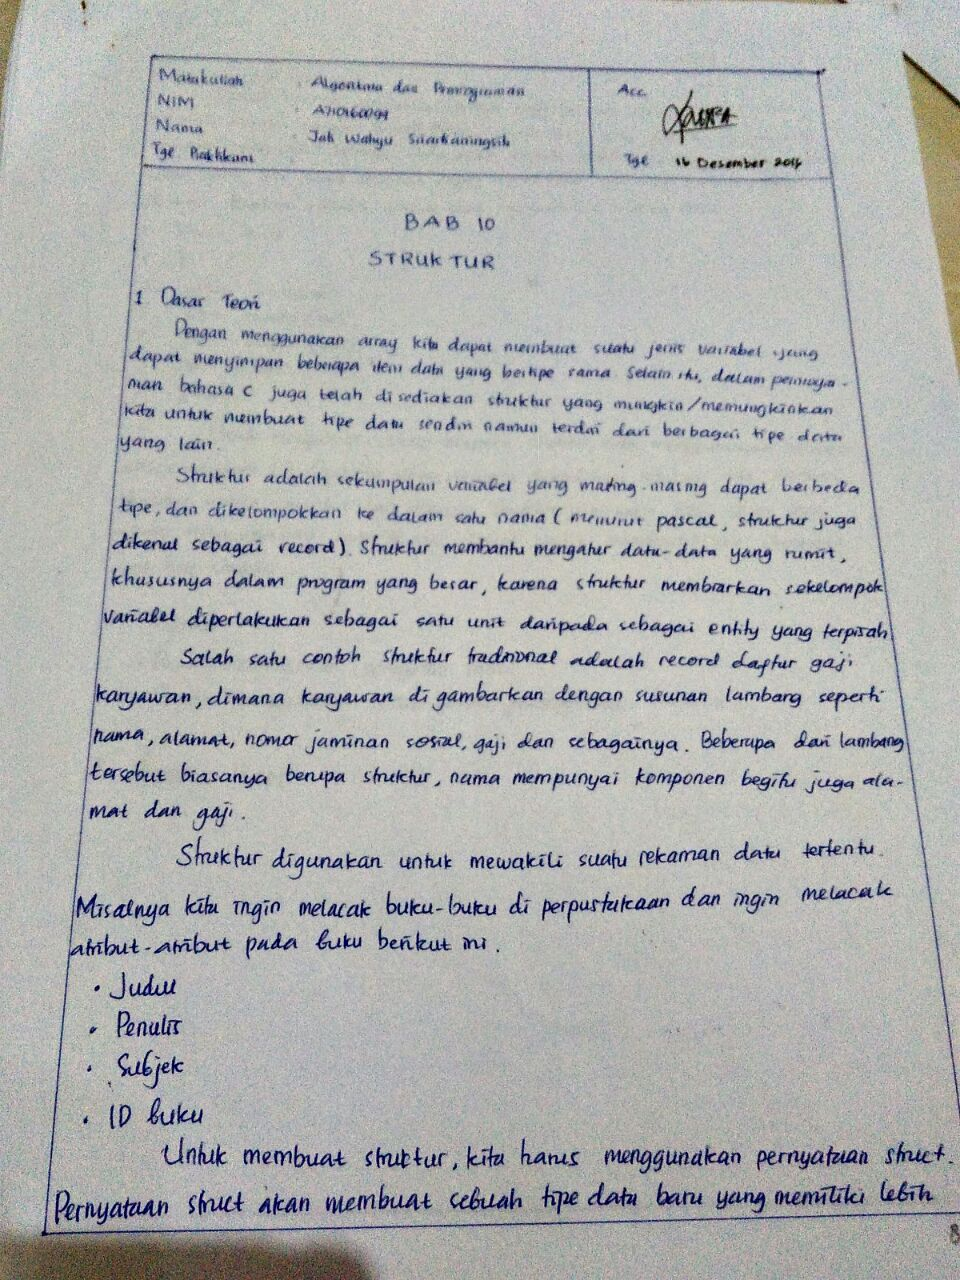 Matakuliah : Algoritma dan Pemrograman
NIM : A710160099
Nama : Jah Wahyu
Tgl Praktikum :
Acc.
Tgl 16 Desember 2016
BAB 10
STRUKTUR
1 Dasar Teori
Dengan menggunakan array kita dapat membuat suatu jenis variabel yang
dapat menyimpan beberapa item data yang bertipe sama. Selain itu, dalam pemrogra-
man bahasa C juga telah disediakan struktur yang mungkin/memungkinkan
kita untuk membuat tipe data sendiri namun terdiri dari berbagai tipe data
yang lain.
Struktur adalah sekumpulan variabel yang masing-masing dapat berbeda
tipe, dan dikelompokkan ke dalam satu nama (menurut pascal, struktur juga
dikenal sebagai record). Struktur membantu mengatur data-data yang rumit,
khususnya dalam program yang besar, karena struktur membiarkan sekelompok
variabel diperlakukan sebagai satu unit daripada sebagai entity yang terpisah
Salah satu contoh struktur tradisional adalah record daftar gaji
karyawan, dimana karyawan digambarkan dengan susunan lambang seperti
nama, alamat, nomor jaminan sosial, gaji dan sebagainya. Beberapa dari lambang
tersebut biasanya berupa struktur, nama mempunyai komponen begitu juga ala-
mat dan gaji.
Struktur digunakan untuk mewakili suatu rekaman data tertentu.
Misalnya kita ingin melacak buku-buku di perpustakaan dan ingin melacak
atribut-atribut pada buku berikut ini.
• Judul
• Penulis
• Subjek
• ID buku
Untuk membuat struktur, kita harus menggunakan pernyataan struct.
Pernyataan struct akan membuat sebuah tipe data baru yang memiliki lebih
8